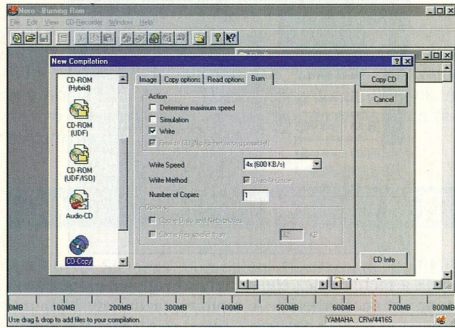 Nero - Burning Rom
File Edit View CD-Recorder Window Help
New Compilation
CD-ROM
(Hybrid)
CD-ROM
(UDF)
CD-ROM
(UDF/ISO)
Audio-CD
CD-Copy
Image
Copy options
Read options
Burn
Action
Determine maximum speed
Simulation
Write
Write Speed
4x (600 KB/s)
Write Method
Number of Copies
1
Copy CD
Cancel
CD Info
0MB 100MB 200MB 300MB 400MB 500MB 600MB 700MB 800MB
Use drag & drop to add files to your compilation.
YAMAHA CRW4416S